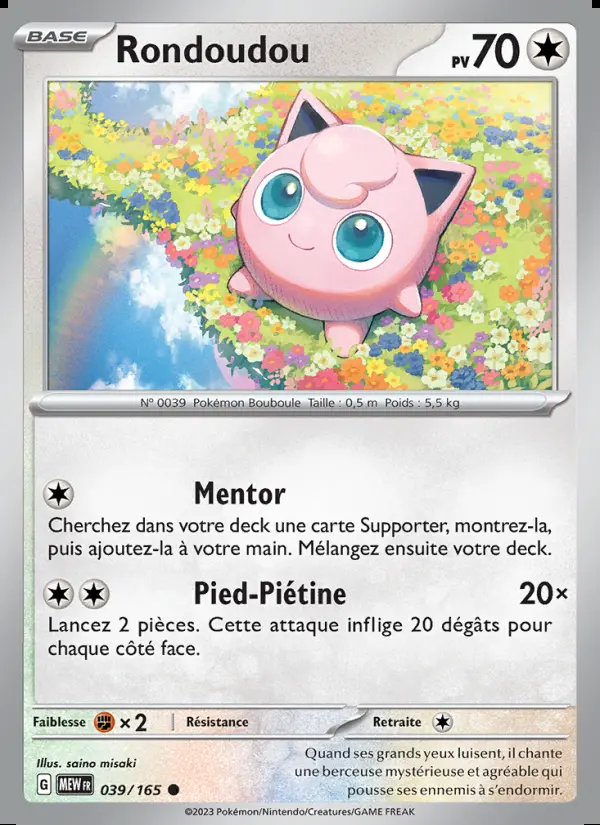 BASE
Rondoudou
PV 70
N° 0039 Pokémon Bouboule Taille : 0,5 m Poids : 5,5 kg
Mentor
Cherchez dans votre deck une carte Supporter, montrez-la,
puis ajoutez-la à votre main. Mélangez ensuite votre deck.
Pied-Piétine 20×
Lancez 2 pièces. Cette attaque inflige 20 dégâts pour
chaque côté face.
Faiblesse ×2 Résistance Retraite
Illus. saino misaki
G MEW FR 039/165
Quand ses grands yeux luisent, il chante
une berceuse mystérieuse et agréable qui
pousse ses ennemis à s'endormir.
©2023 Pokémon/Nintendo/Creatures/GAME FREAK